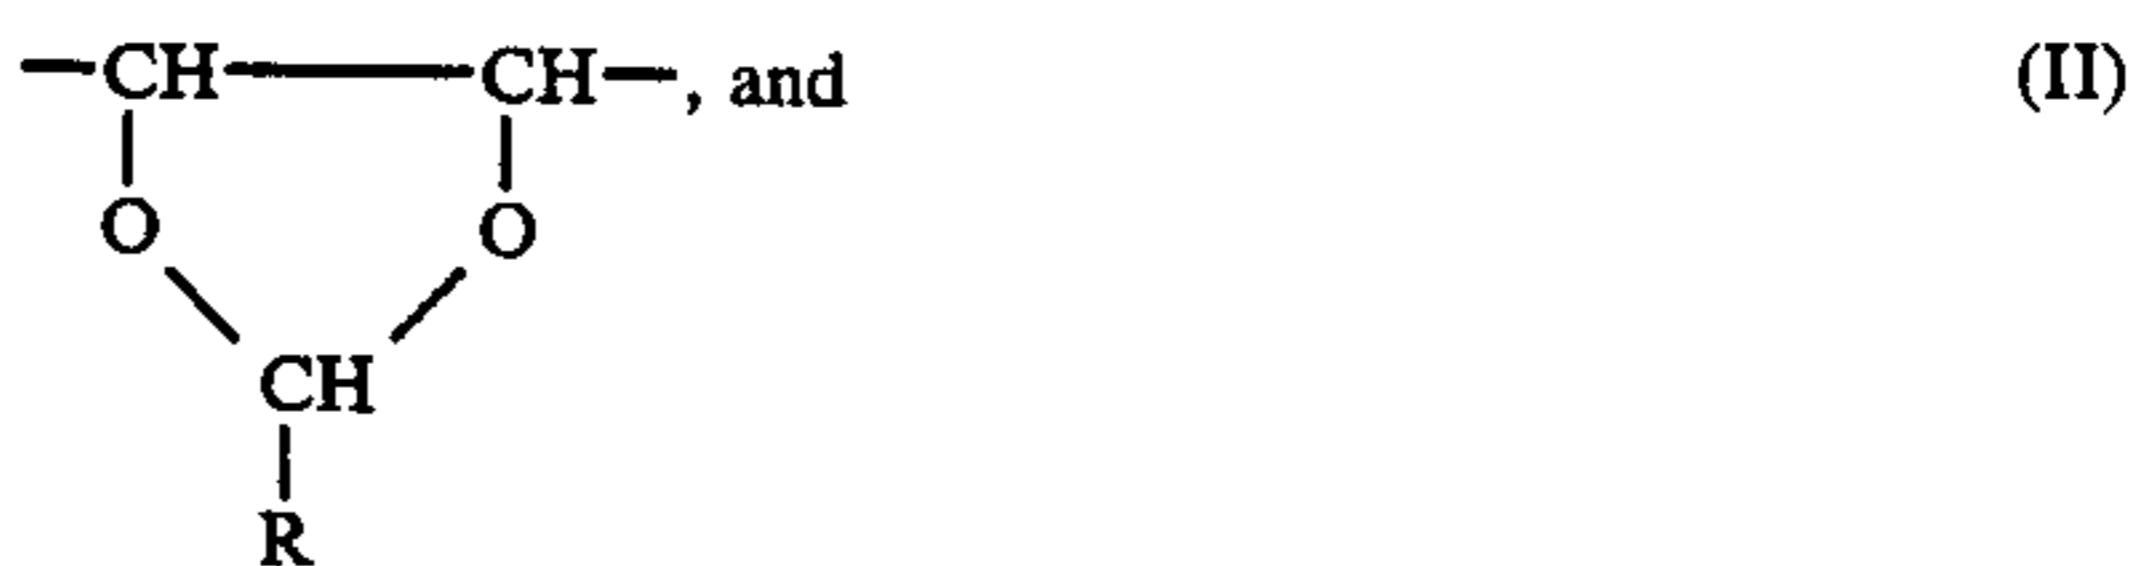 —CH—CH—, and (II)
O O
CH
R